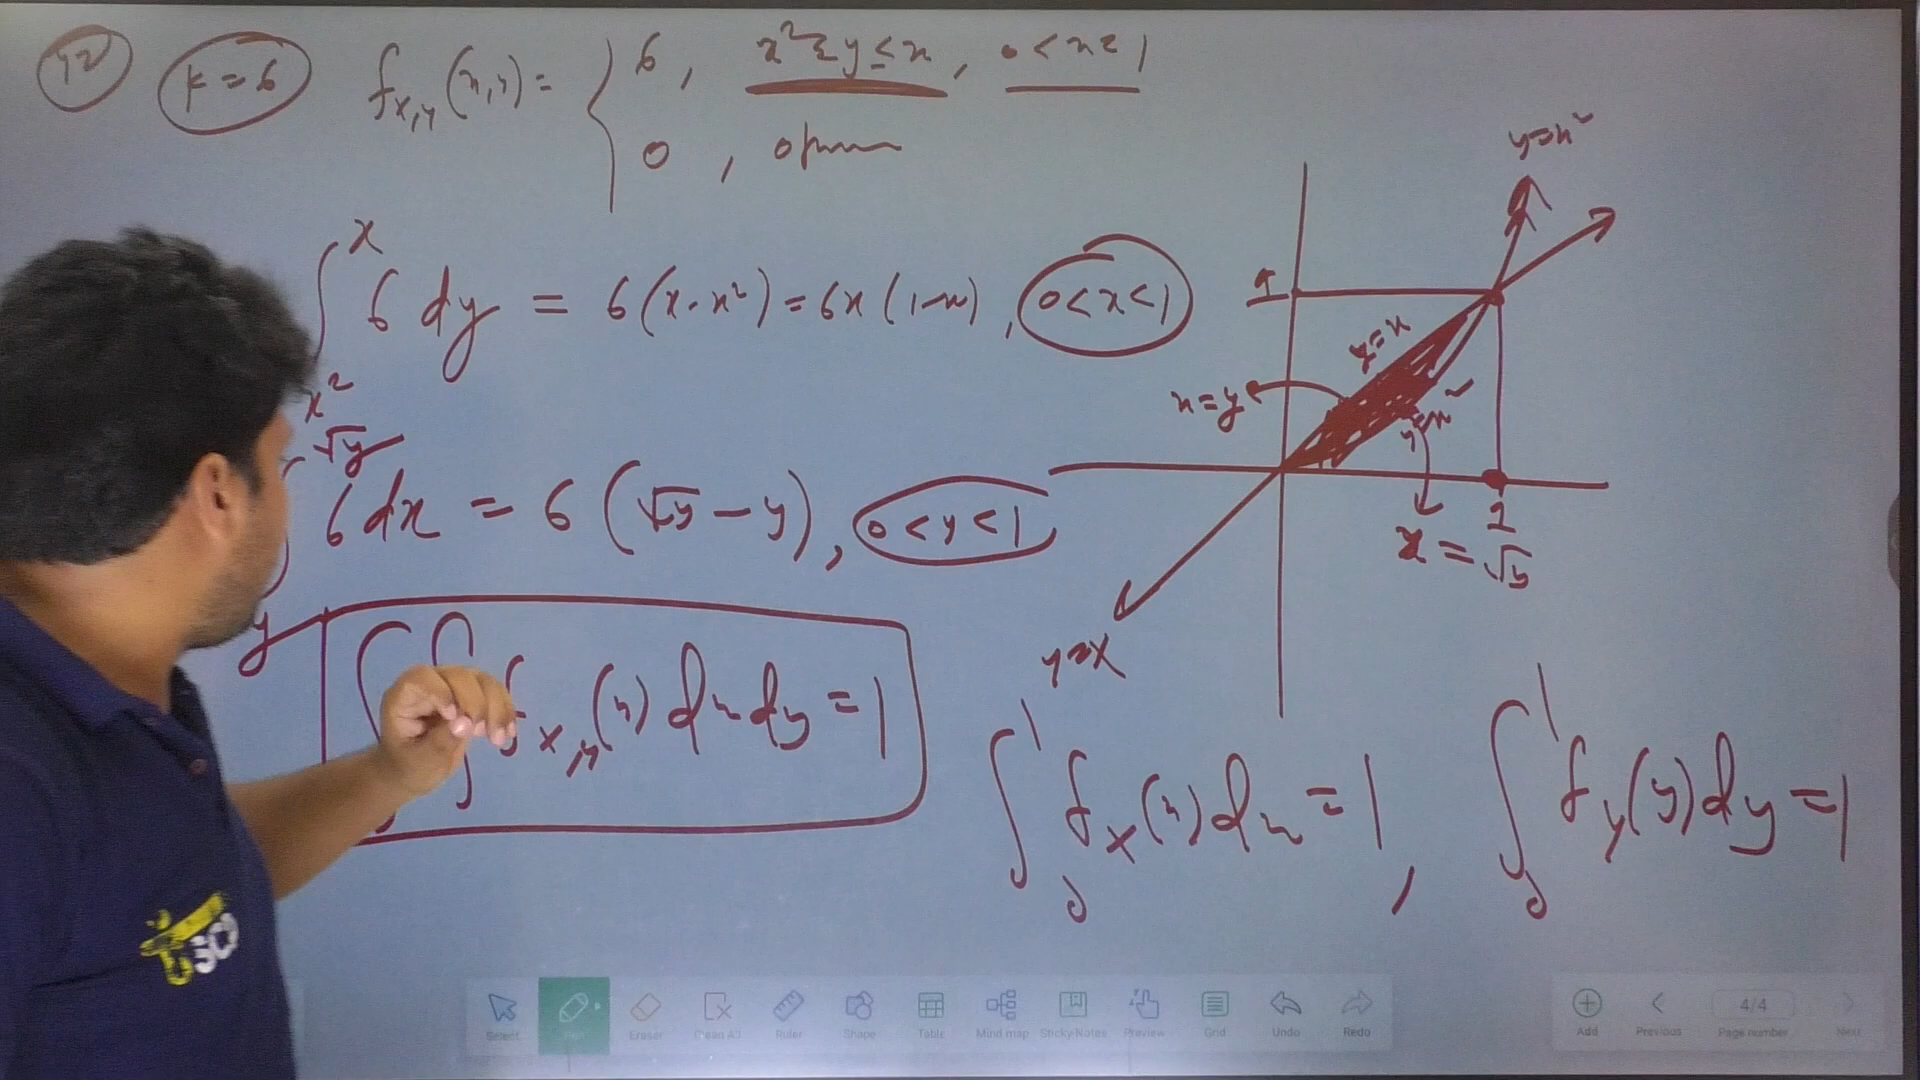 K=6 f_{X,Y}(x,y) = { 6, x² ≤ y ≤ x, 0<x≤1
0,
∫_{x²}^{x} 6 dy = 6(x-x²) = 6x(1-x), 0<x<1
∫_{y}^{√y} 6 dx = 6(√y - y), 0<y<1
∫∫ f_{X,Y}( ) dx dy = 1
∫_0^1 f_X(x) dx = 1, ∫_0^1 f_Y(y) dy = 1
y=x²
1
y=x
x=y
y=x²
1
x=√y
y=x
Select
Pen
Eraser
Clean A3
Ruler
Shape
Table
Mind map
Sticky Notes
Preview
Grid
Undo
Redo
Add
Previous
4/4
Page number
Next